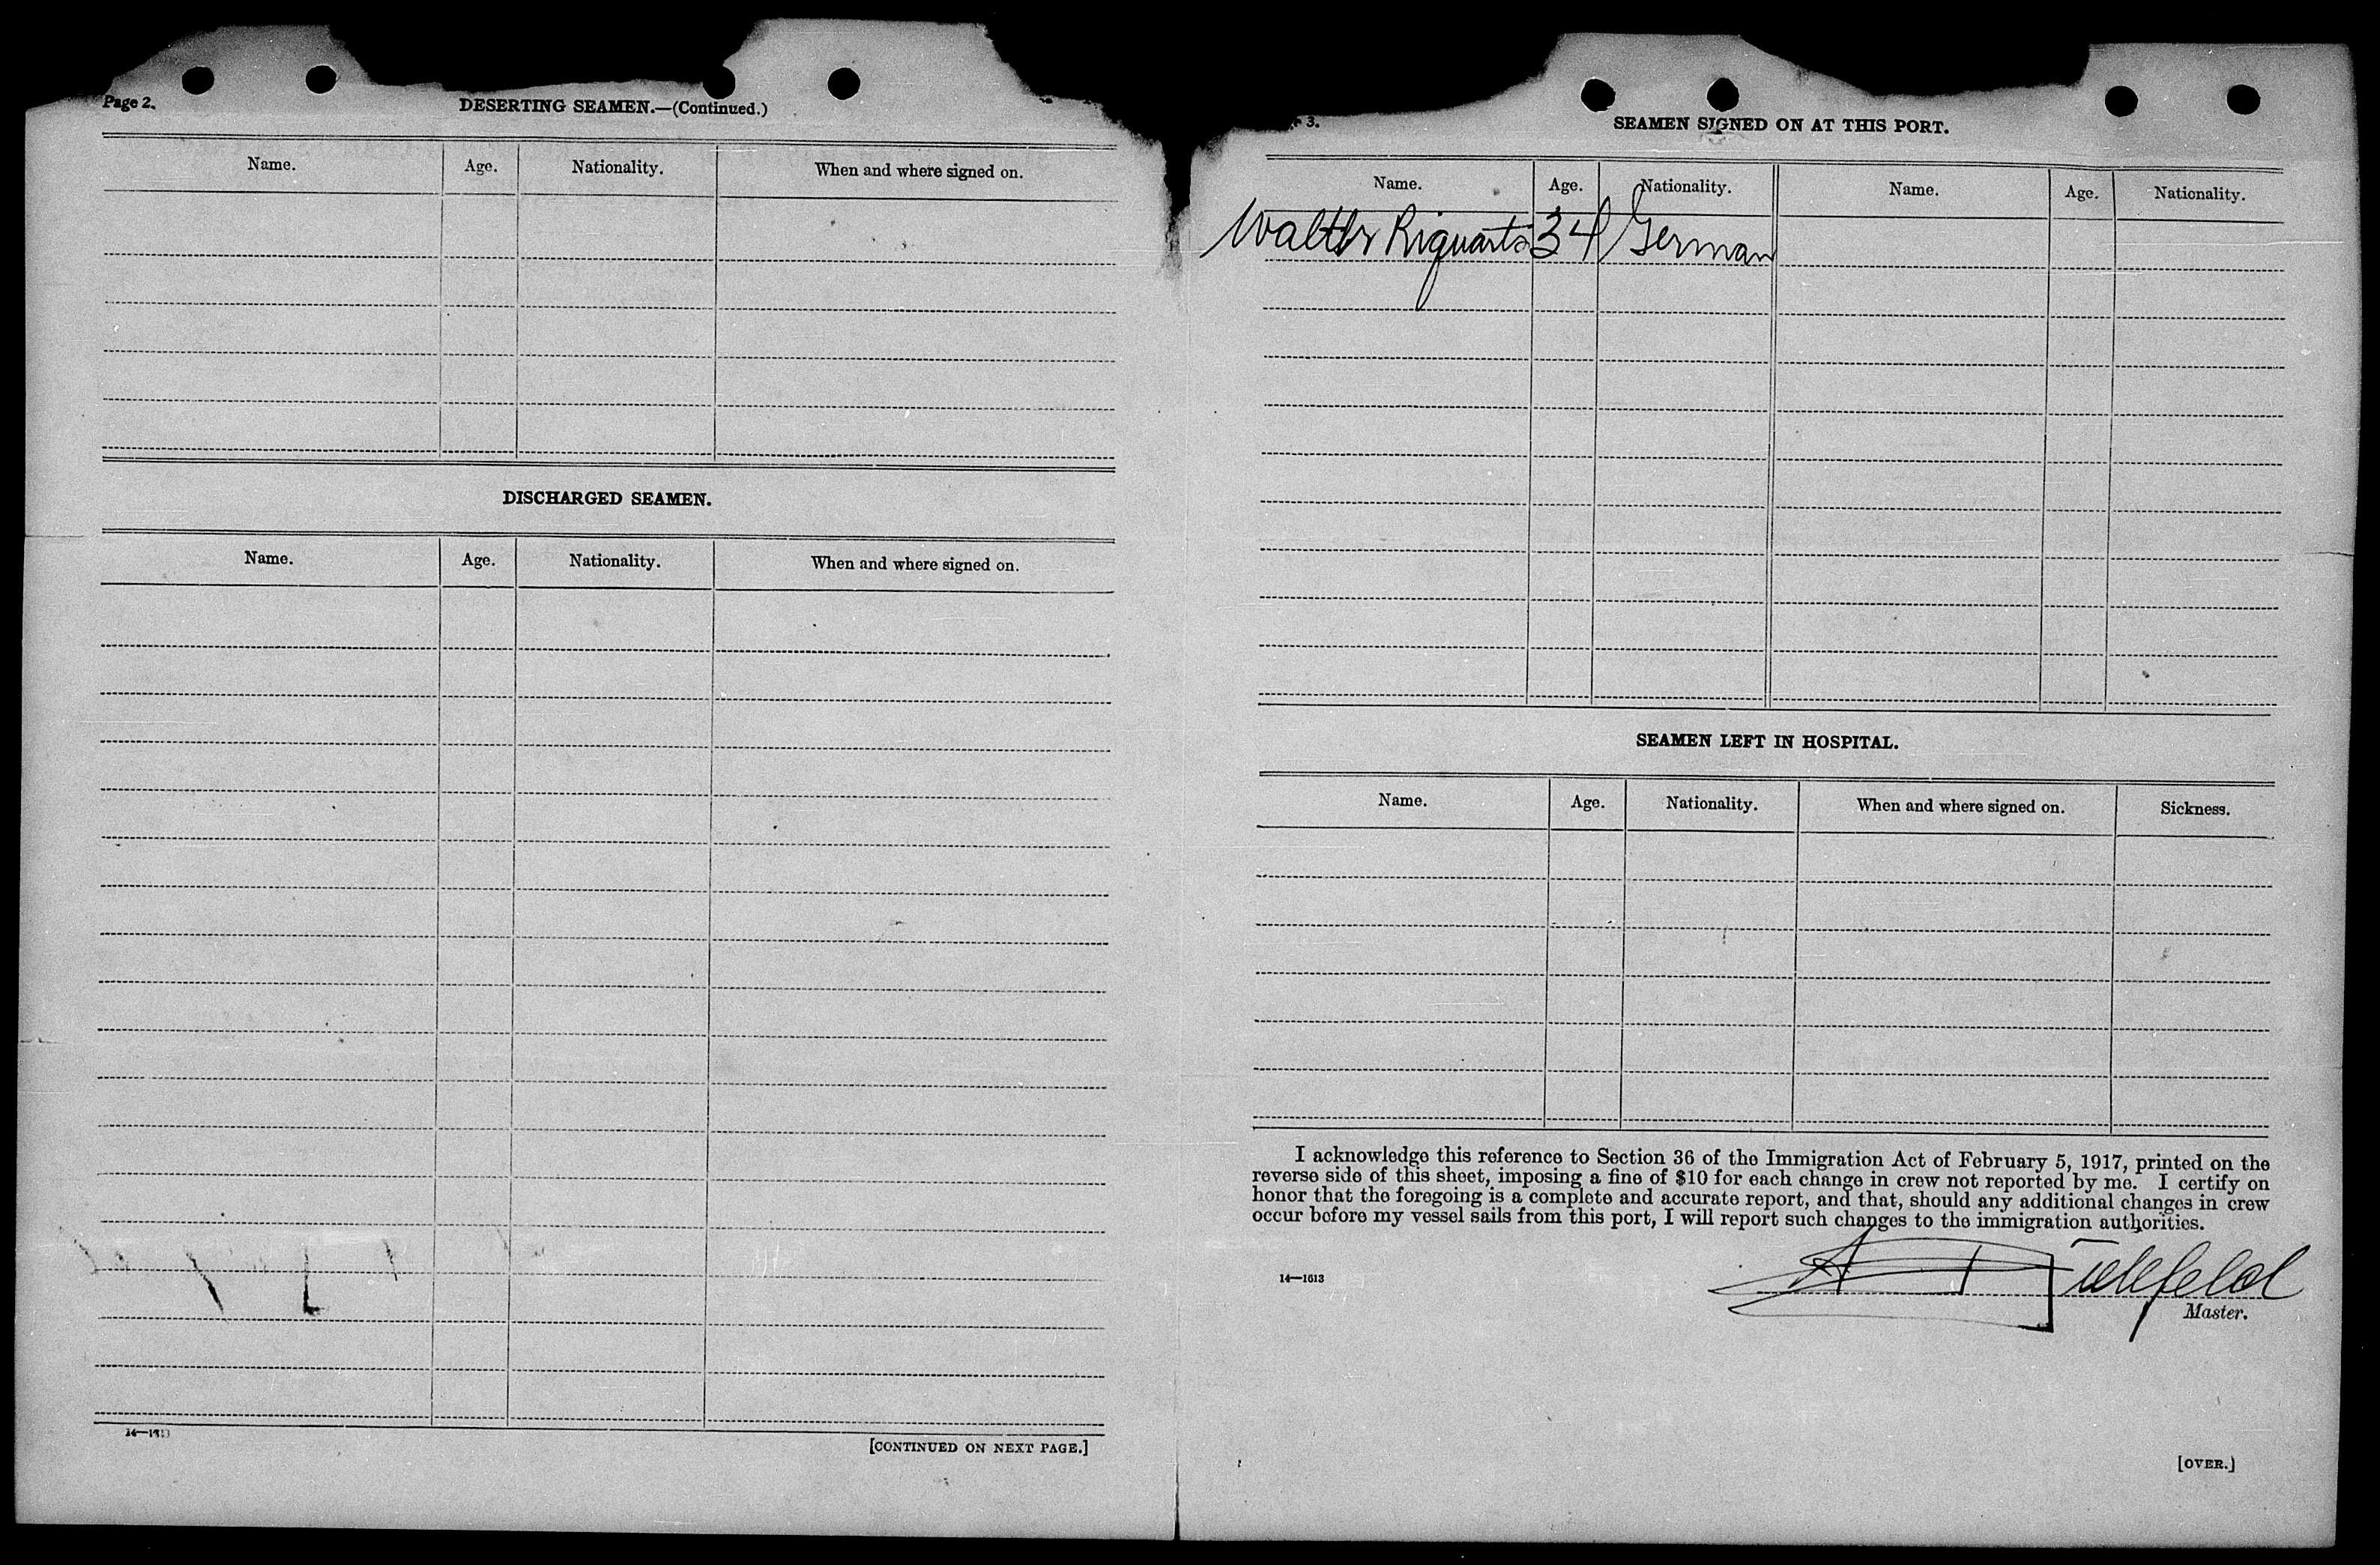 Page 2.
DESERTING SEAMEN.—(Continued.)
Name. Age. Nationality. When and where signed on.
DISCHARGED SEAMEN.
Name. Age. Nationality. When and where signed on.
14—1613
[CONTINUED ON NEXT PAGE.]
3.
SEAMEN SIGNED ON AT THIS PORT.
Name. Age. Nationality. Name. Age. Nationality.
Walter Riquarts 34 German
SEAMEN LEFT IN HOSPITAL.
Name. Age. Nationality. When and where signed on. Sickness.
I acknowledge this reference to Section 36 of the Immigration Act of February 5, 1917, printed on the
reverse side of this sheet, imposing a fine of $10 for each change in crew not reported by me. I certify on
honor that the foregoing is a complete and accurate report, and that, should any additional changes in crew
occur before my vessel sails from this port, I will report such changes to the immigration authorities.
14—1613
Master.
[OVER.]